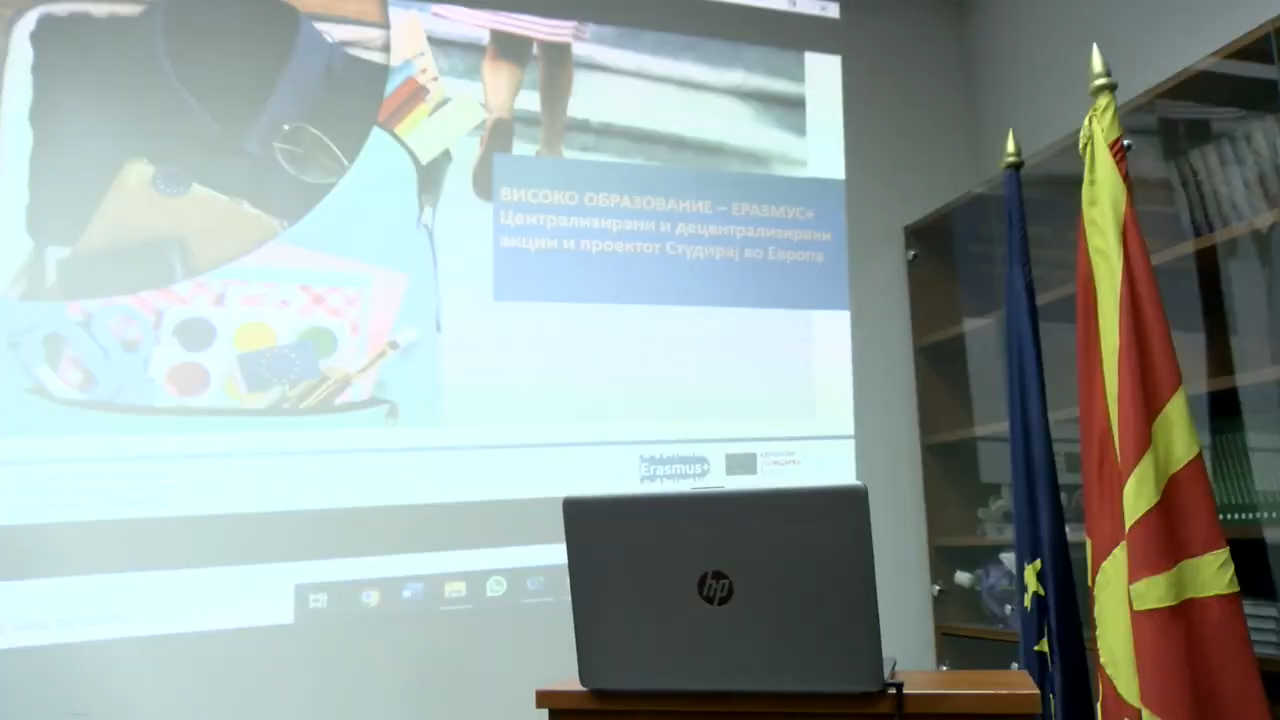 ВИСОКО ОБРАЗОВАНИЕ – ЕРАЗМУС+
Централизирани и децентрализирани
акции и проектот Студирај во Европа
Erasmus+
hp